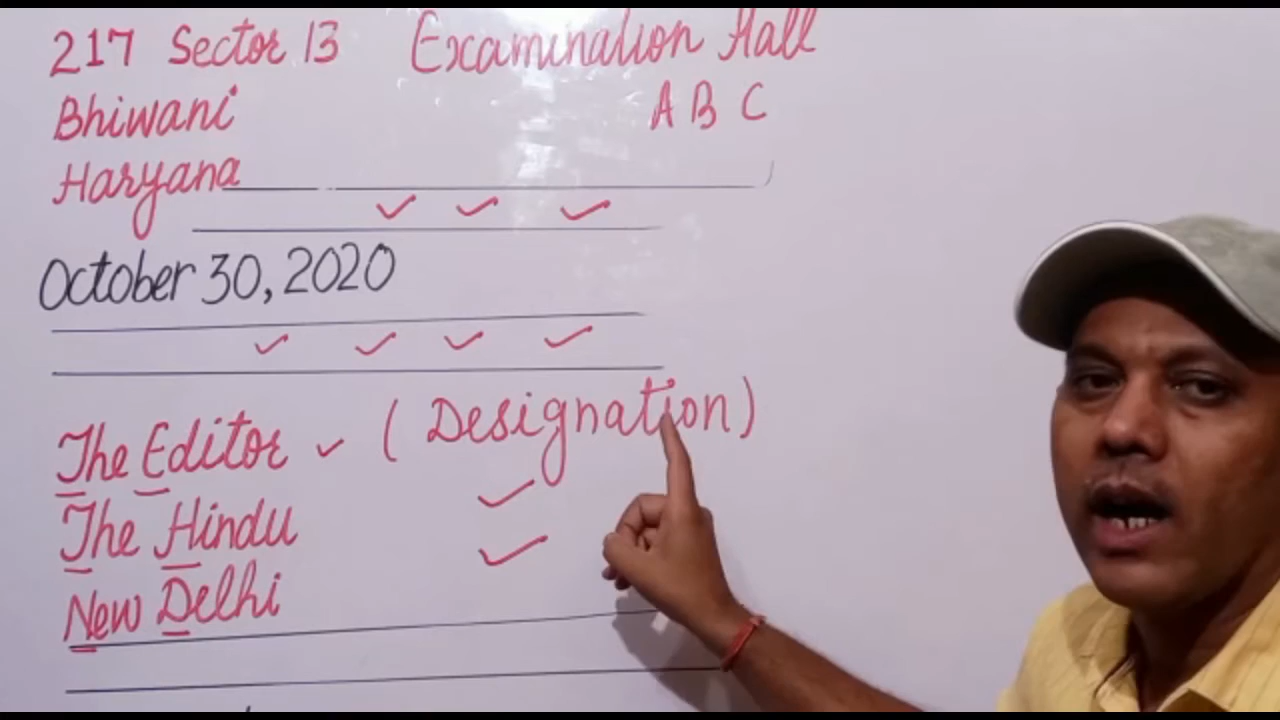 217 Sector 13 Examination Hall
Bhiwani A B C
Haryana
October 30, 2020
The Editor (Designation)
The Hindu
New Delhi